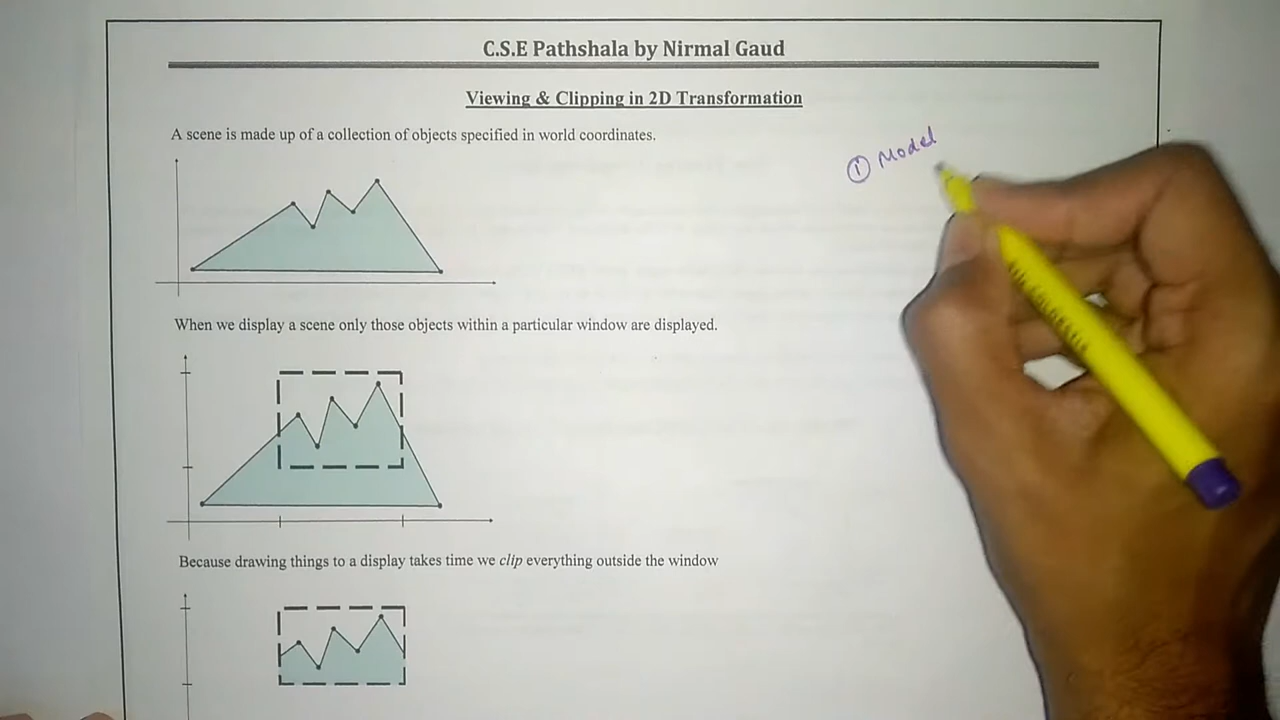 C.S.E Pathshala by Nirmal Gaud
Viewing & Clipping in 2D Transformation
A scene is made up of a collection of objects specified in world coordinates.
① Model
When we display a scene only those objects within a particular window are displayed.
Because drawing things to a display takes time we clip everything outside the window